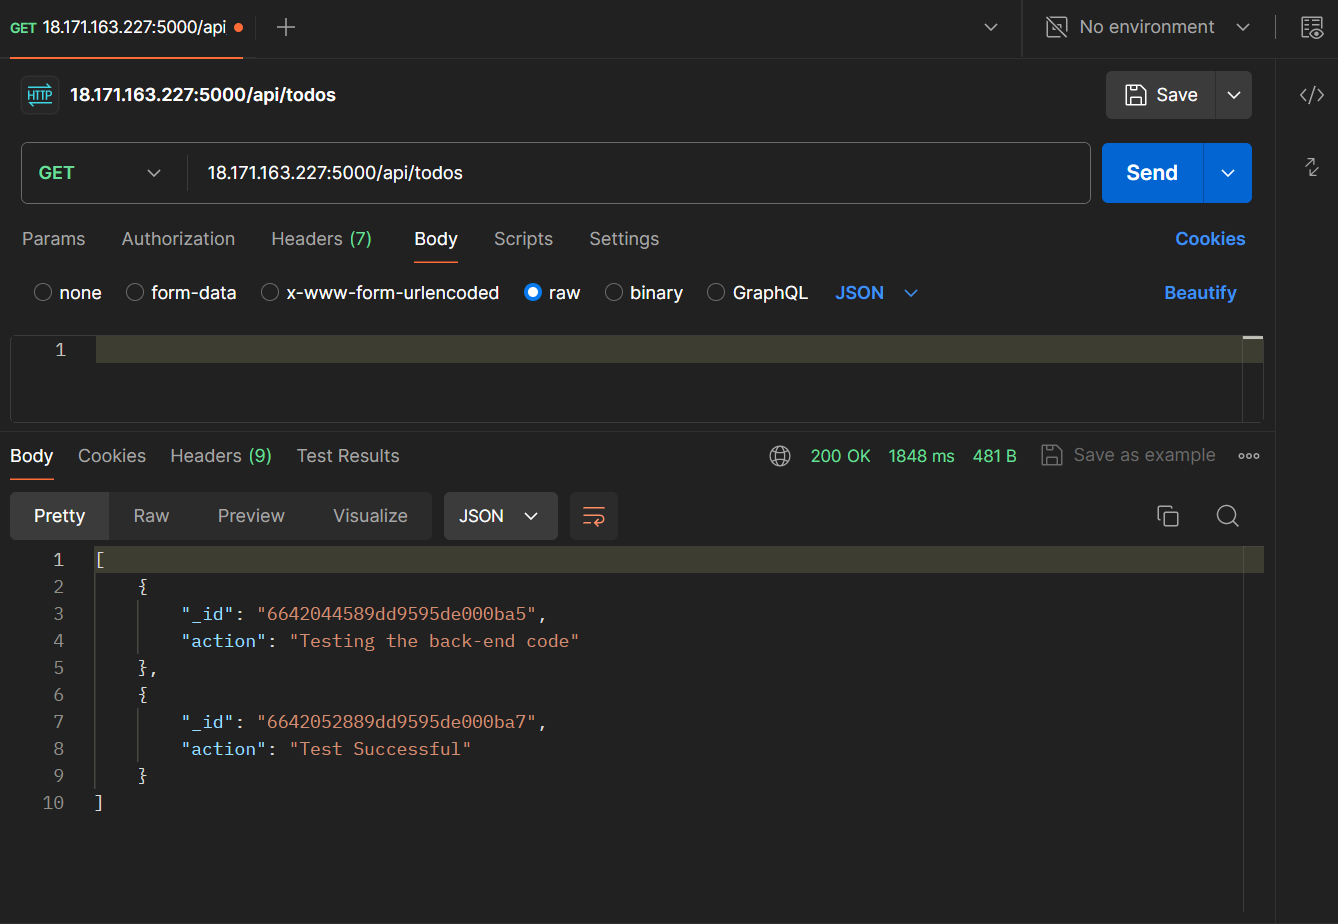 GET 18.171.163.227:5000/api
No environment
HTTP 18.171.163.227:5000/api/todos
Save
GET 18.171.163.227:5000/api/todos
Send
Params Authorization Headers (7) Body Scripts Settings Cookies
none form-data x-www-form-urlencoded raw binary GraphQL JSON Beautify
1
Body Cookies Headers (9) Test Results 200 OK 1848 ms 481 B Save as example
Pretty Raw Preview Visualize JSON
1 [
2 {
3 "_id": "6642044589dd9595de000ba5",
4 "action": "Testing the back-end code"
5 },
6 {
7 "_id": "6642052889dd9595de000ba7",
8 "action": "Test Successful"
9 }
10 ]